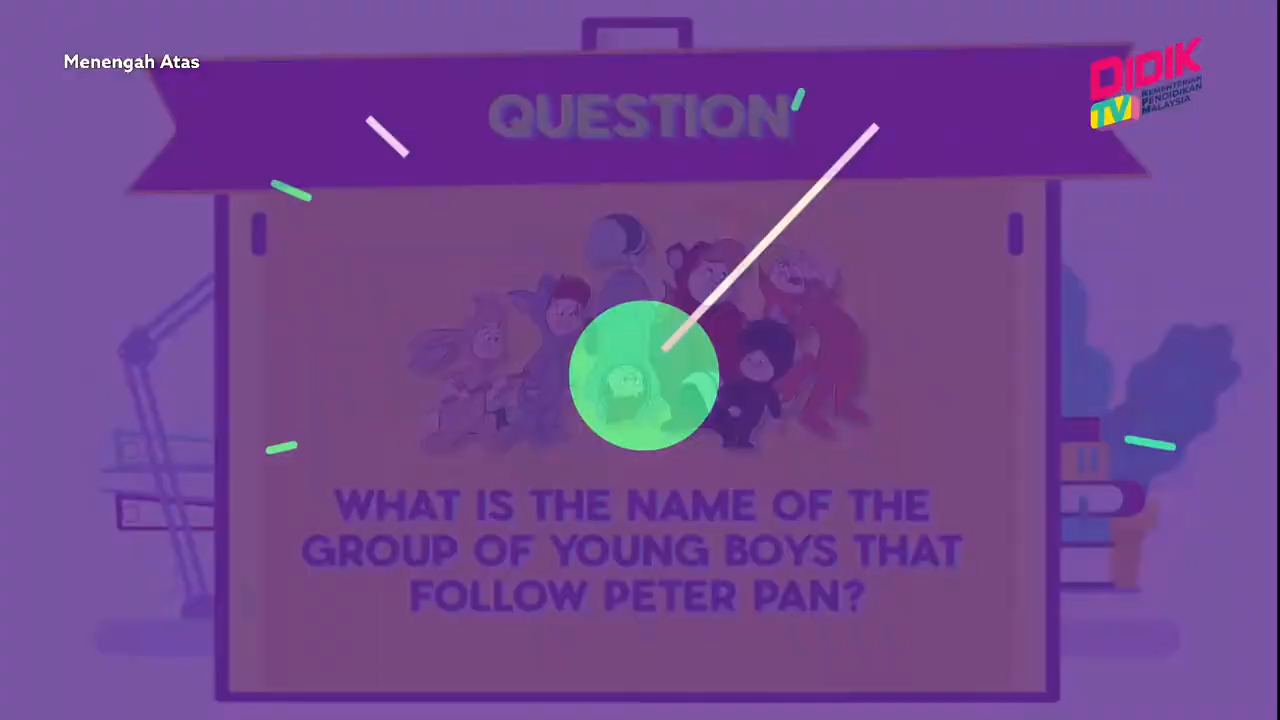 Menengah Atas
DIDIK
TV
KEMENTERIAN
PENDIDIKAN
MALAYSIA
QUESTION
WHAT IS THE NAME OF THE
GROUP OF YOUNG BOYS THAT
FOLLOW PETER PAN?